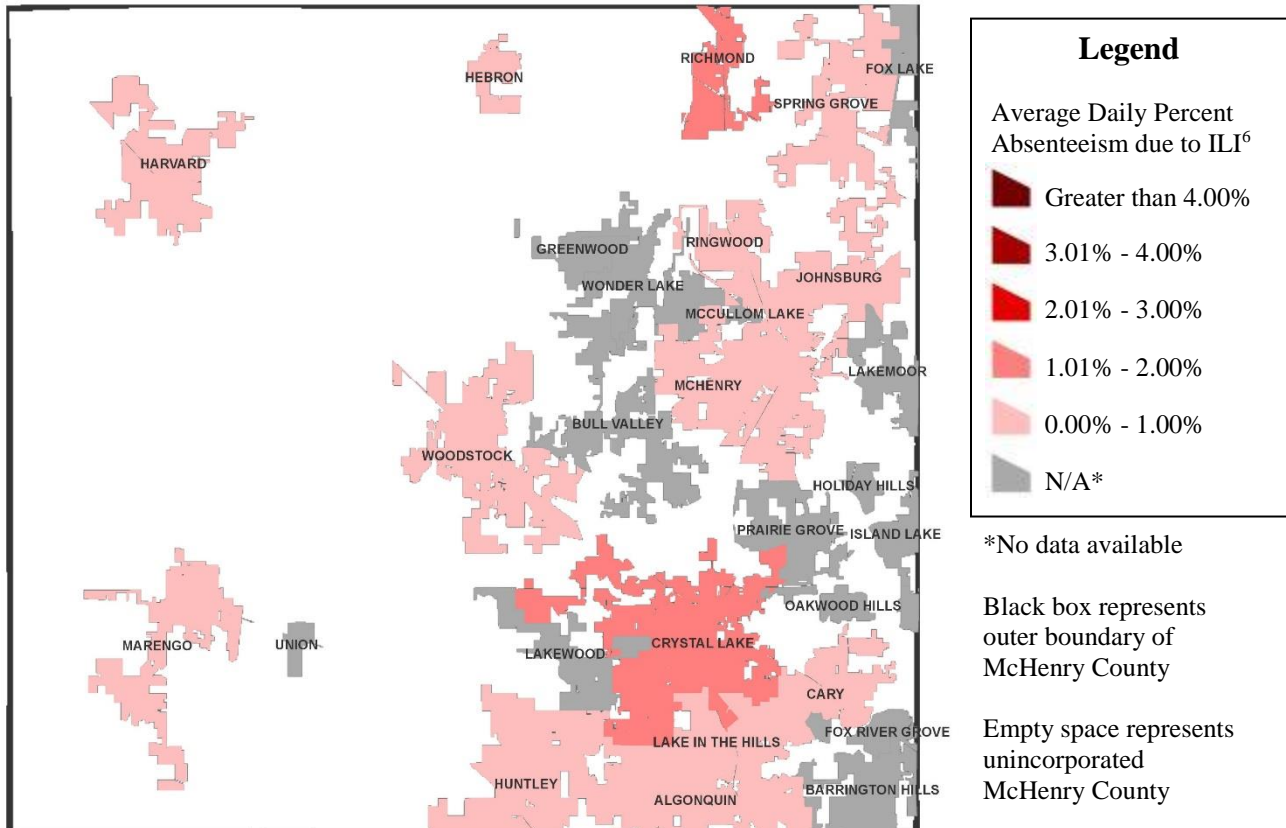 RICHMOND
HEBRON
FOX LAKE
SPRING GROVE
HARVARD
GREENWOOD
RINGWOOD
JOHNSBURG
WONDER LAKE
MCCULLOM LAKE
LAKEMOOR
MCHENRY
BULL VALLEY
WOODSTOCK
HOLIDAY HILLS
PRAIRIE GROVE
ISLAND LAKE
OAKWOOD HILLS
MARENGO
UNION
LAKEWOOD
CRYSTAL LAKE
CARY
FOX RIVER GROVE
LAKE IN THE HILLS
HUNTLEY
ALGONQUIN
BARRINGTON HILLS
Legend
Average Daily Percent
Absenteeism due to ILI⁶
Greater than 4.00%
3.01% - 4.00%
2.01% - 3.00%
1.01% - 2.00%
0.00% - 1.00%
N/A*
*No data available
Black box represents
outer boundary of
McHenry County
Empty space represents
unincorporated
McHenry County